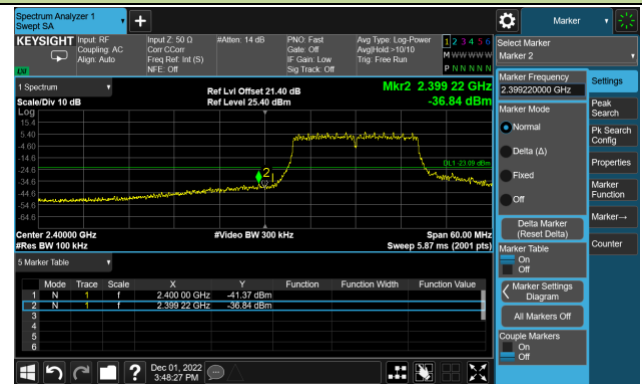 Spectrum Analyzer 1
Swept SA
+
Marker
KEYSIGHT
Input: RF
Coupling: AC
Align: Auto
Input Z: 50 Ω
Corr CCorr
Freq Ref: Int (S)
NFE: Off
#Atten: 14 dB
PNO: Fast
Gate: Off
IF Gain: Low
Sig Track: Off
Avg Type: Log-Power
Avg|Hold >10/10
Trig: Free Run
1 2 3 4 5 6
M W W W W W
P N N N N N
LXI
Select Marker
Marker 2
1 Spectrum
Scale/Div 10 dB
Log
Ref Lvl Offset 21.40 dB
Ref Level 25.40 dBm
Mkr2 2.399 22 GHz
-36.84 dBm
15.4
5.40
-4.60
-14.6
-24.6
-34.6
-44.6
-54.6
-64.6
DL1 -23.09 dBm
2
1
Center 2.40000 GHz
#Res BW 100 kHz
#Video BW 300 kHz
Span 60.00 MHz
Sweep 5.87 ms (2001 pts)
5 Marker Table
Mode Trace Scale X Y Function Function Width Function Value
1 N 1 f 2.400 00 GHz -41.37 dBm
2 N 1 f 2.399 22 GHz -36.84 dBm
3
4
5
6
Marker Frequency
2.399220000 GHz
Marker Mode
Normal
Delta (Δ)
Fixed
Off
Delta Marker
(Reset Delta)
Marker Table
On
Off
Marker Settings
Diagram
All Markers Off
Couple Markers
On
Off
Settings
Peak
Search
Pk Search
Config
Properties
Marker
Function
Marker→
Counter
?
Dec 01, 2022
3:48:27 PM